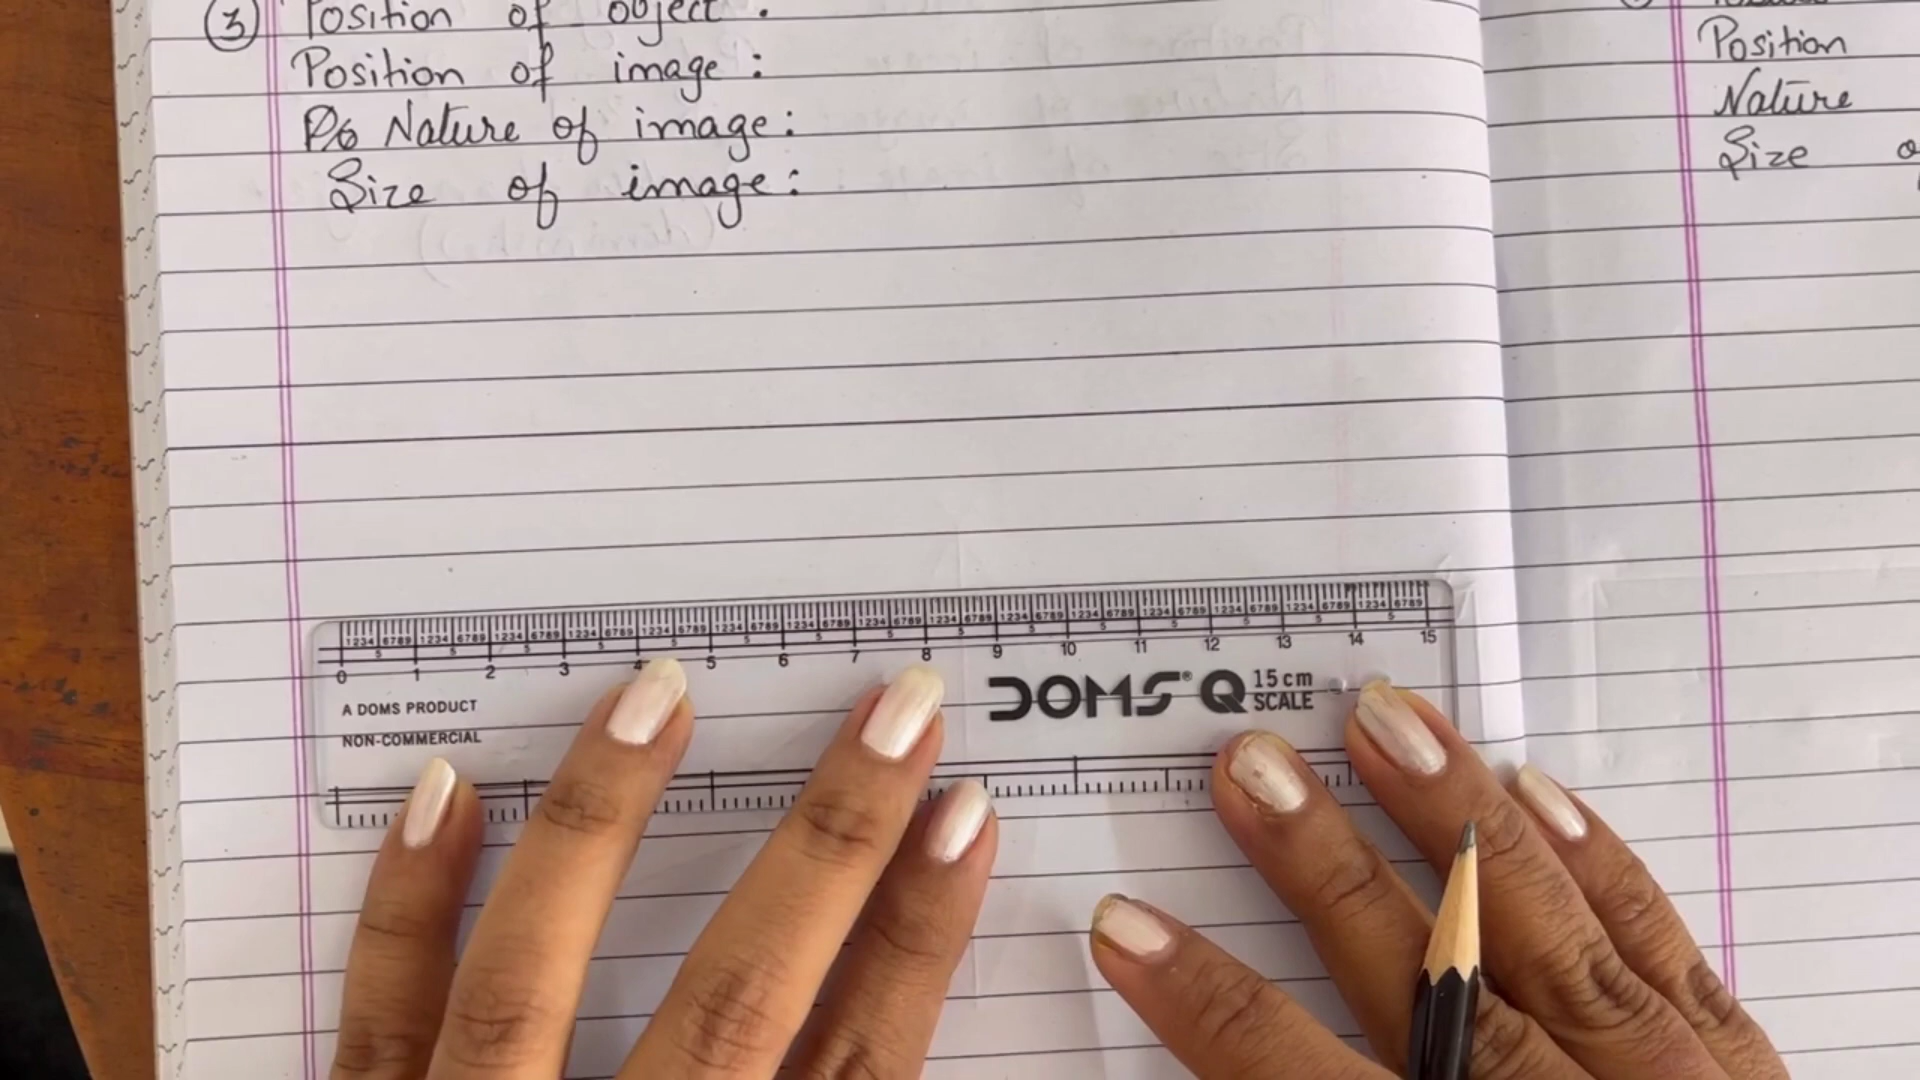 ③ Position of object :
Position of image :
Po Nature of image :
Size of image :
Position
Nature
Size
0 1 2 3 4 5 6 7 8 9 10 11 12 13 14 15
A DOMS PRODUCT
NON-COMMERCIAL
DOMS® Q 15 cm
SCALE